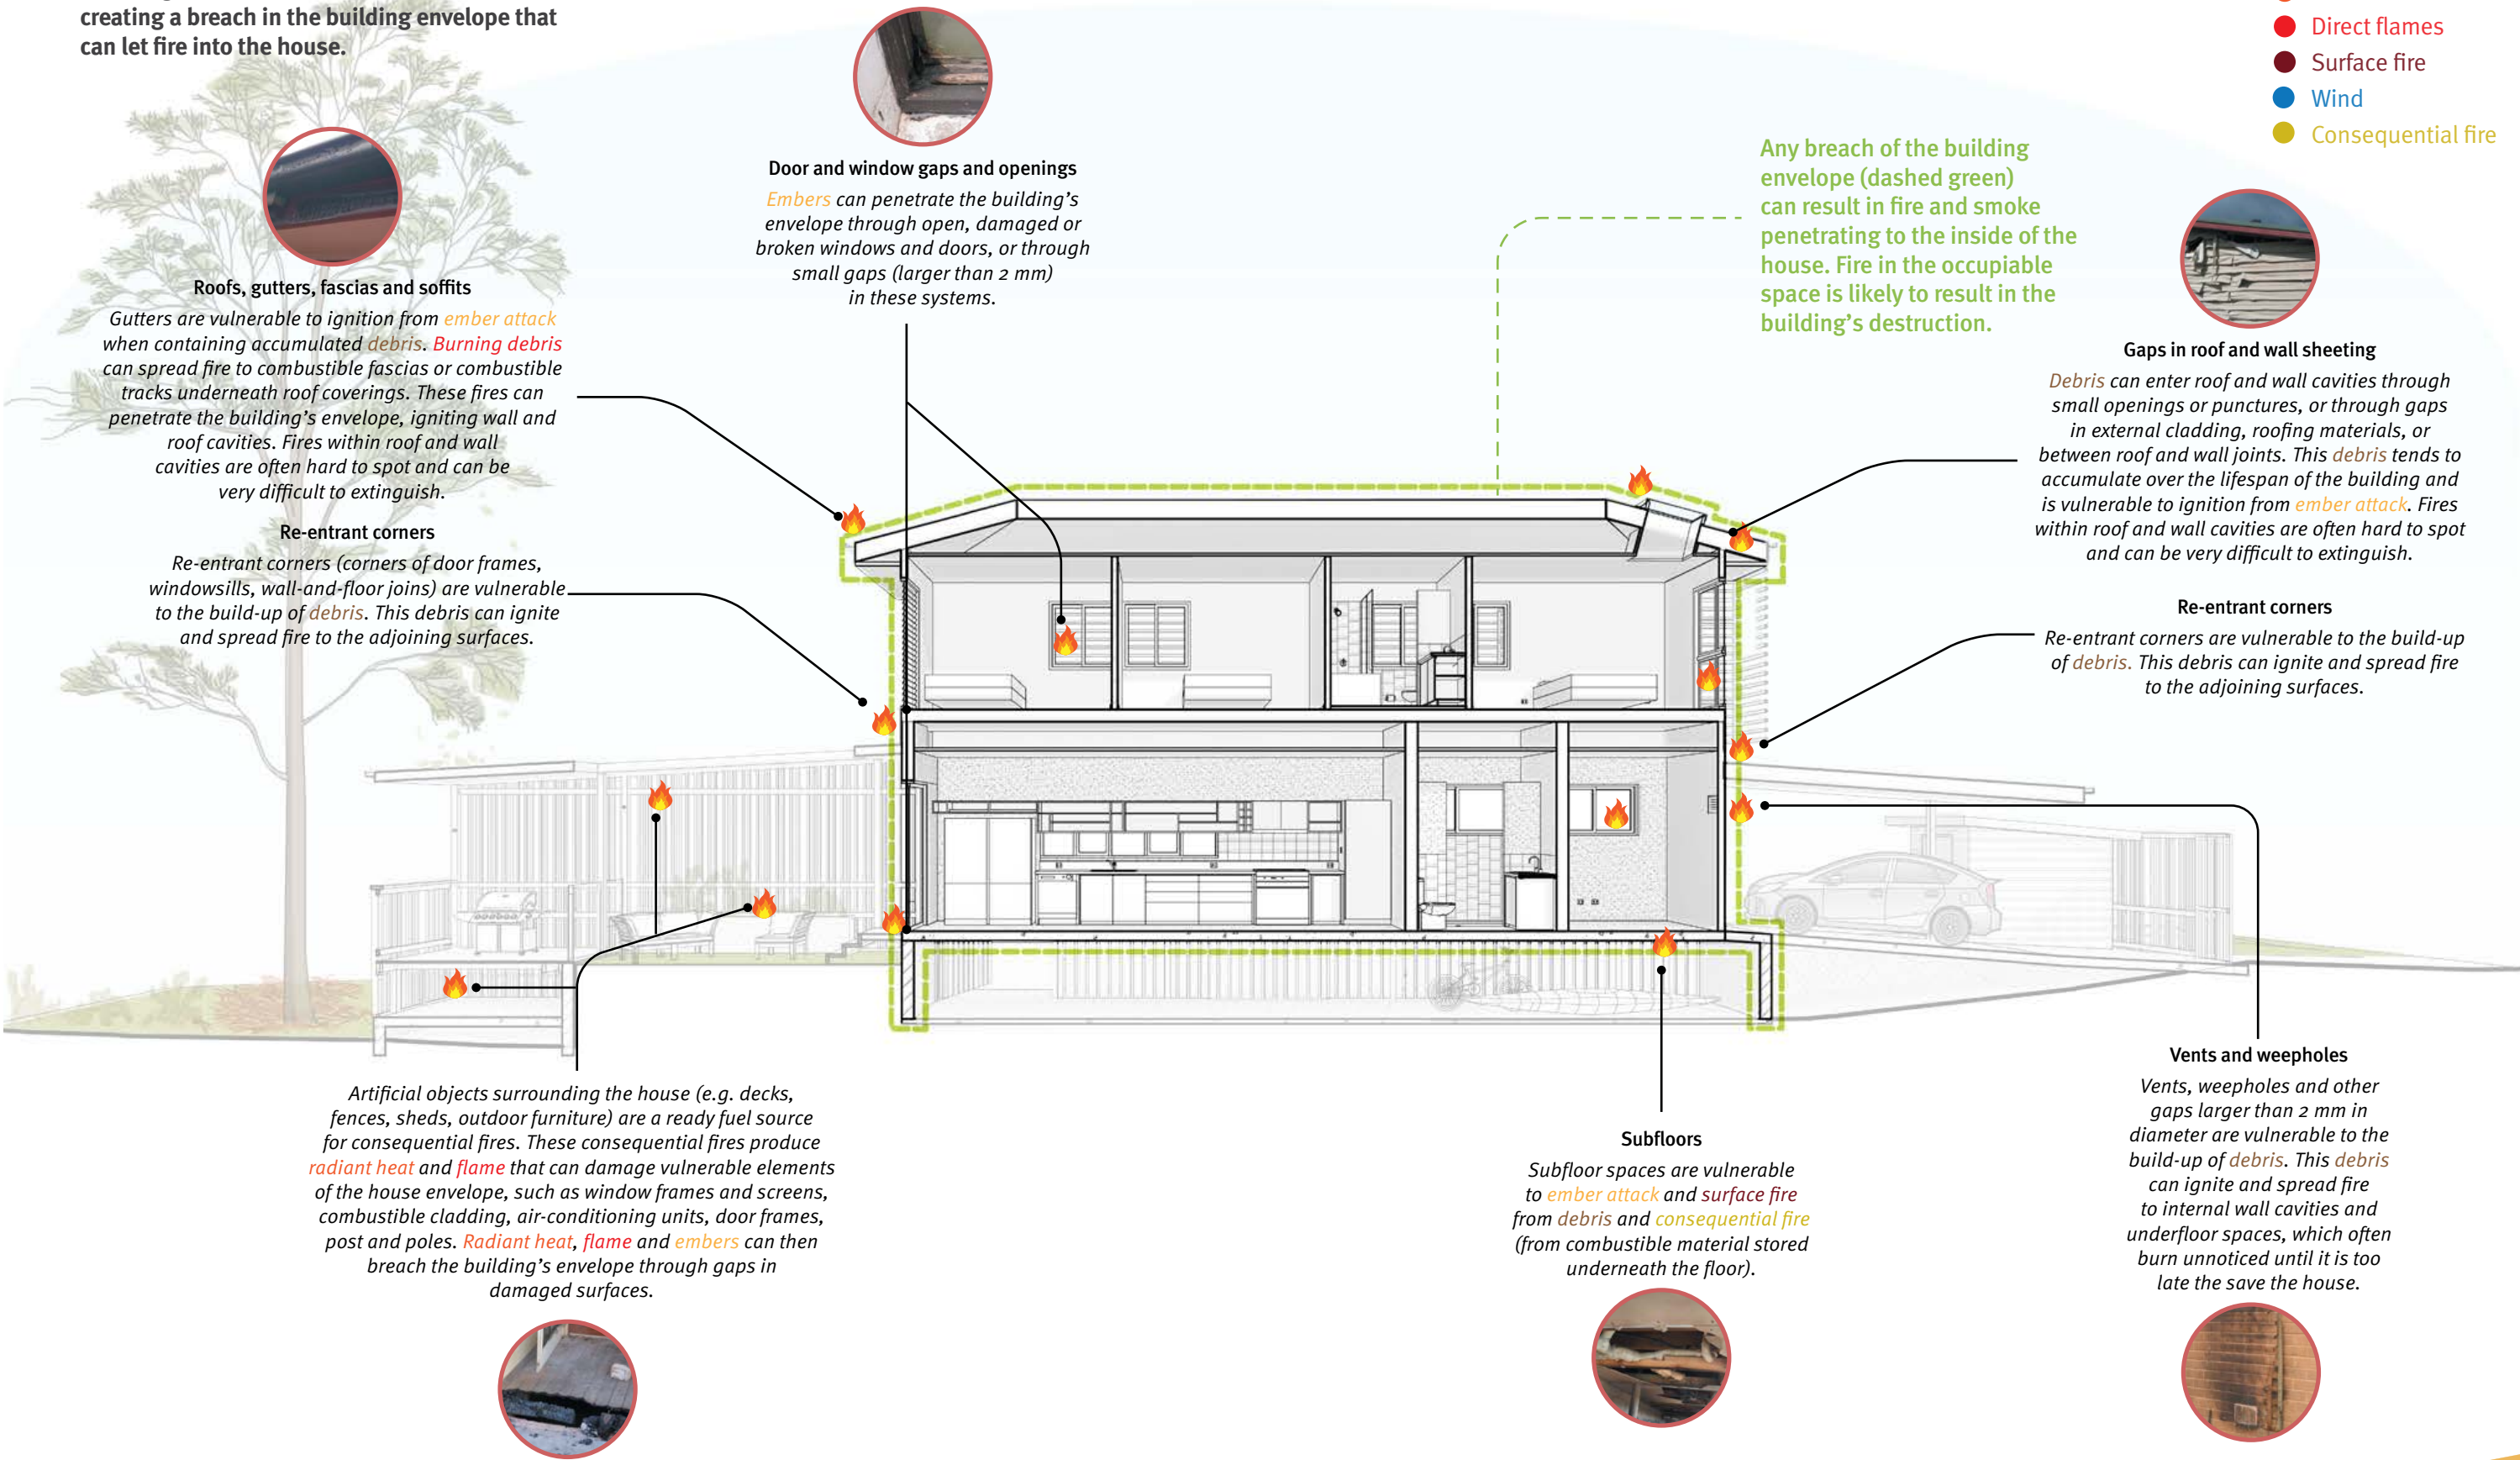 creating a breach in the building envelope that
can let fire into the house.
Direct flames
Surface fire
Wind
Consequential fire
Door and window gaps and openings
Embers can penetrate the building's
envelope through open, damaged or
broken windows and doors, or through
small gaps (larger than 2 mm)
in these systems.
Any breach of the building
envelope (dashed green)
can result in fire and smoke
penetrating to the inside of the
house. Fire in the occupiable
space is likely to result in the
building's destruction.
Roofs, gutters, fascias and soffits
Gutters are vulnerable to ignition from ember attack
when containing accumulated debris. Burning debris
can spread fire to combustible fascias or combustible
tracks underneath roof coverings. These fires can
penetrate the building's envelope, igniting wall and
roof cavities. Fires within roof and wall
cavities are often hard to spot and can be
very difficult to extinguish.
Re-entrant corners
Re-entrant corners (corners of door frames,
windowsills, wall-and-floor joins) are vulnerable
to the build-up of debris. This debris can ignite
and spread fire to the adjoining surfaces.
Gaps in roof and wall sheeting
Debris can enter roof and wall cavities through
small openings or punctures, or through gaps
in external cladding, roofing materials, or
between roof and wall joints. This debris tends to
accumulate over the lifespan of the building and
is vulnerable to ignition from ember attack. Fires
within roof and wall cavities are often hard to spot
and can be very difficult to extinguish.
Re-entrant corners
Re-entrant corners are vulnerable to the build-up
of debris. This debris can ignite and spread fire
to the adjoining surfaces.
Artificial objects surrounding the house (e.g. decks,
fences, sheds, outdoor furniture) are a ready fuel source
for consequential fires. These consequential fires produce
radiant heat and flame that can damage vulnerable elements
of the house envelope, such as window frames and screens,
combustible cladding, air-conditioning units, door frames,
post and poles. Radiant heat, flame and embers can then
breach the building's envelope through gaps in
damaged surfaces.
Subfloors
Subfloor spaces are vulnerable
to ember attack and surface fire
from debris and consequential fire
(from combustible material stored
underneath the floor).
Vents and weepholes
Vents, weepholes and other
gaps larger than 2 mm in
diameter are vulnerable to the
build-up of debris. This debris
can ignite and spread fire
to internal wall cavities and
underfloor spaces, which often
burn unnoticed until it is too
late the save the house.